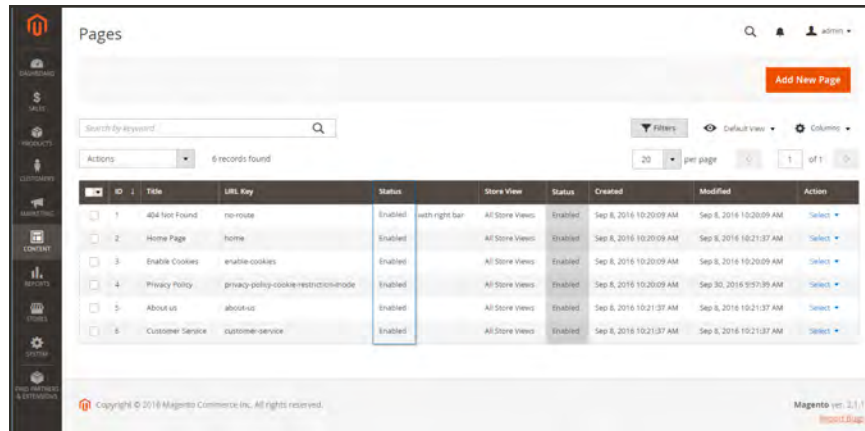 Pages
admin
DASHBOARD
SALES
PRODUCTS
CUSTOMERS
MARKETING
CONTENT
REPORTS
STORES
SYSTEM
FIND PARTNERS
& EXTENSIONS
Add New Page
Search by keyword
Filters Default View Columns
Actions 6 records found 20 per page 1 of 1
ID ↓ Title URL Key Status Store View Status Created Modified Action
1 404 Not Found no-route Enabled with right bar All Store Views Enabled Sep 8, 2016 10:20:09 AM Sep 8, 2016 10:20:09 AM Select
2 Home Page home Enabled All Store Views Enabled Sep 8, 2016 10:20:09 AM Sep 8, 2016 10:21:37 AM Select
3 Enable Cookies enable-cookies Enabled All Store Views Enabled Sep 8, 2016 10:20:09 AM Sep 8, 2016 10:20:09 AM Select
4 Privacy Policy privacy-policy-cookie-restriction-mode Enabled All Store Views Enabled Sep 8, 2016 10:20:09 AM Sep 30, 2016 9:57:39 AM Select
5 About us about-us Enabled All Store Views Enabled Sep 8, 2016 10:21:37 AM Sep 8, 2016 10:21:37 AM Select
6 Customer Service customer-service Enabled All Store Views Enabled Sep 8, 2016 10:21:37 AM Sep 8, 2016 10:21:37 AM Select
Copyright © 2016 Magento Commerce Inc. All rights reserved.
Magento ver. 2.1.1
Report Bugs